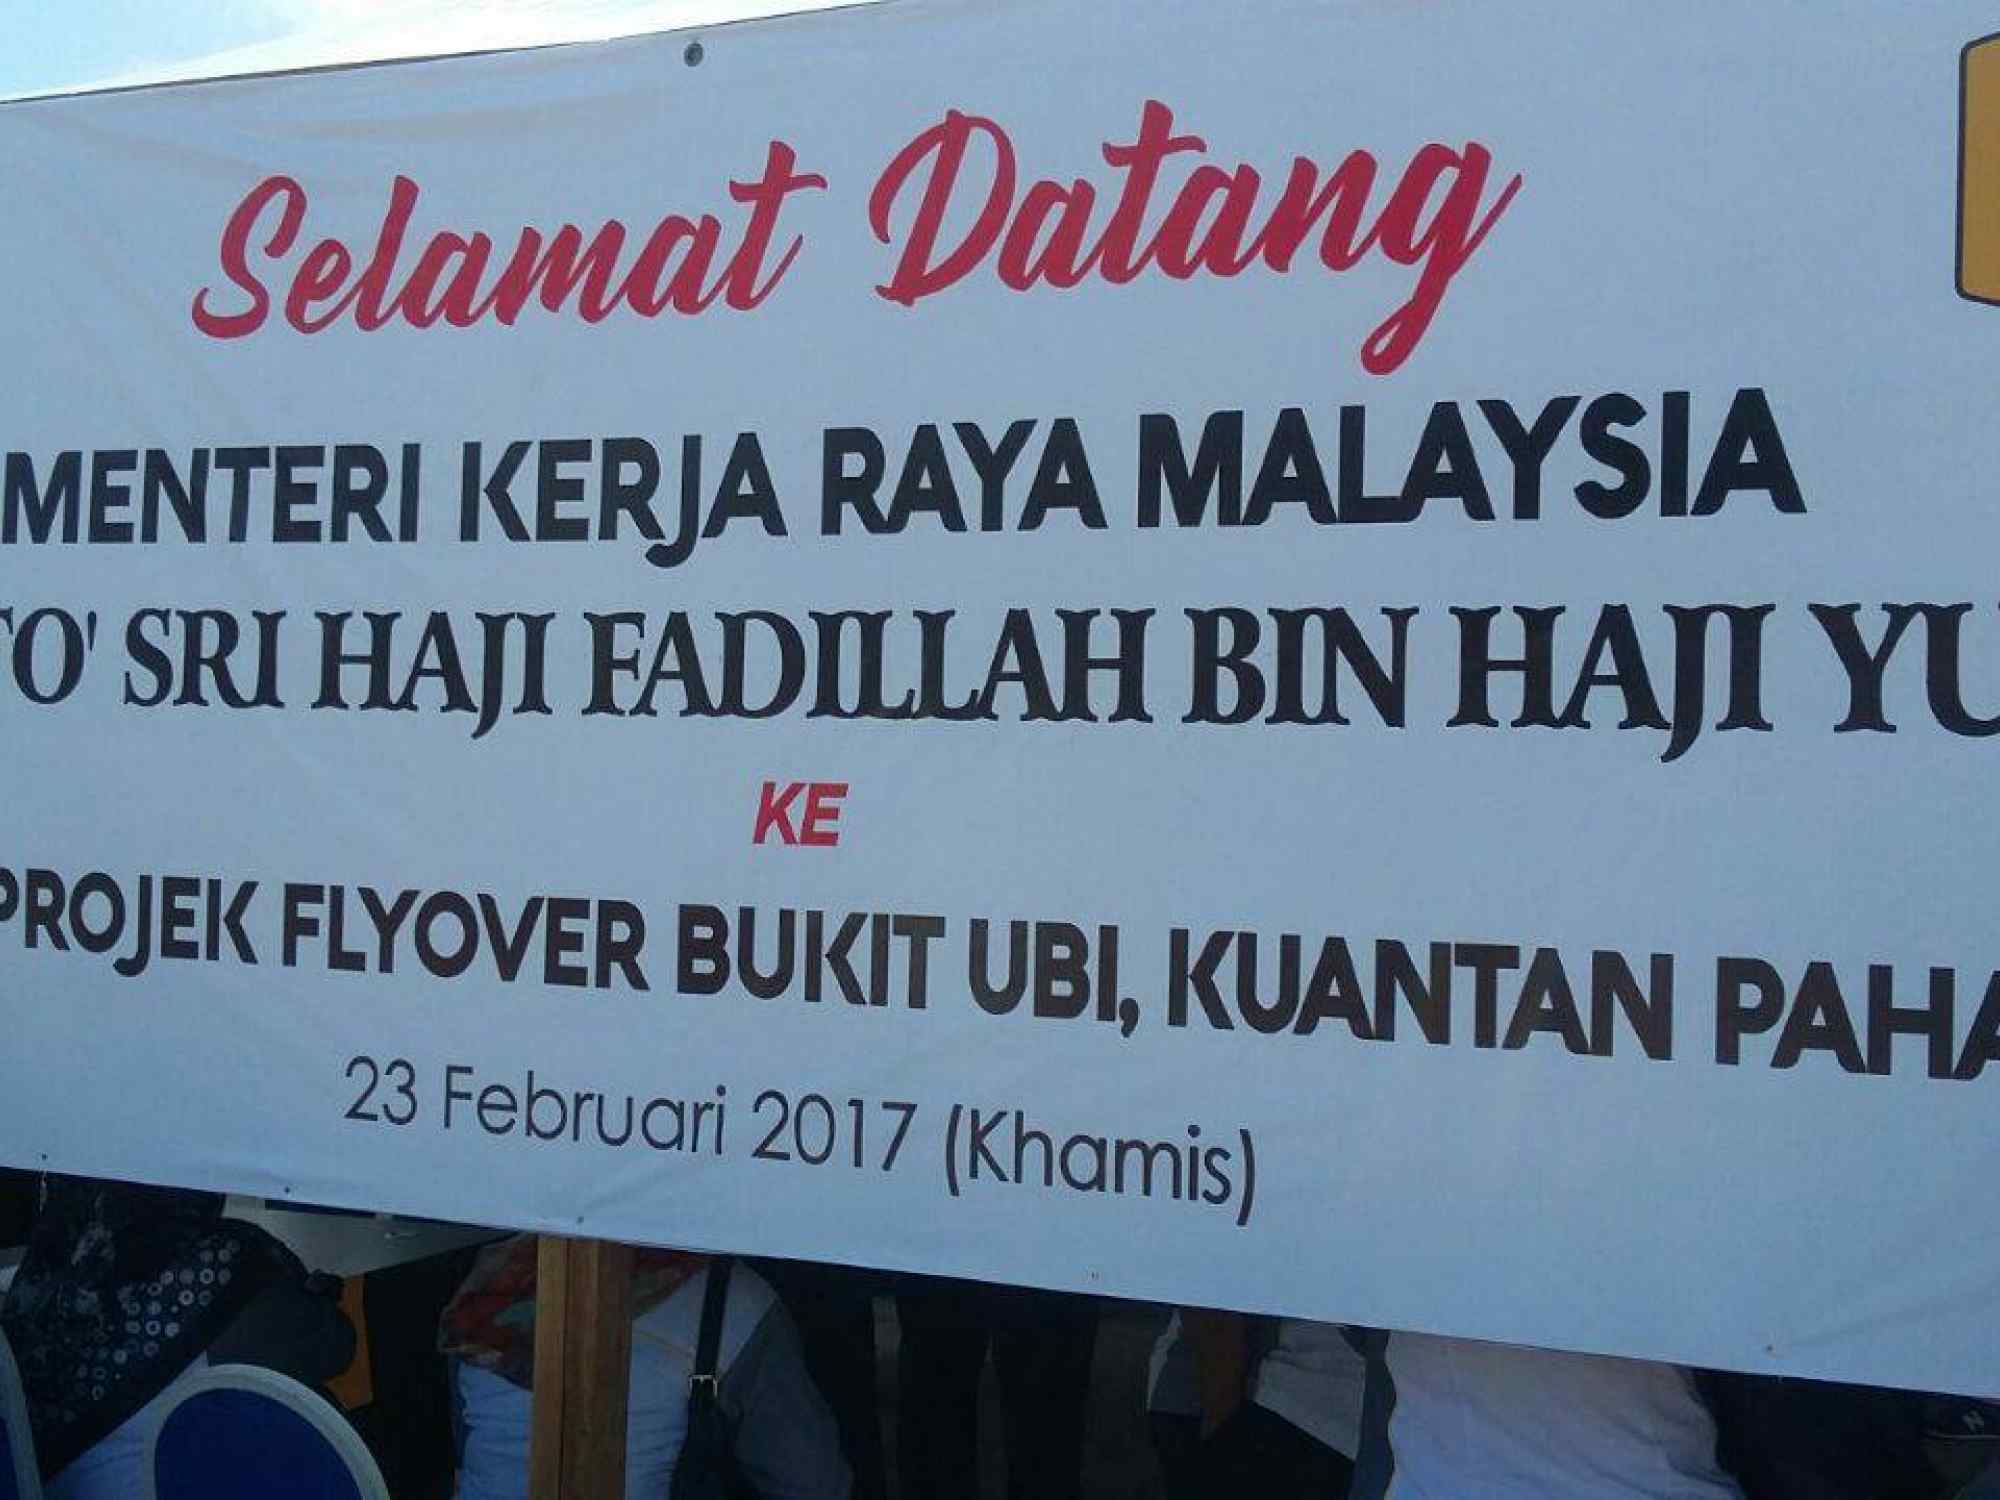 Selamat Datang
MENTERI KERJA RAYA MALAYSIA
TO' SRI HAJI FADILLAH BIN HAJI YU
KE
PROJEK FLYOVER BUKIT UBI, KUANTAN PAHA
23 Februari 2017 (Khamis)